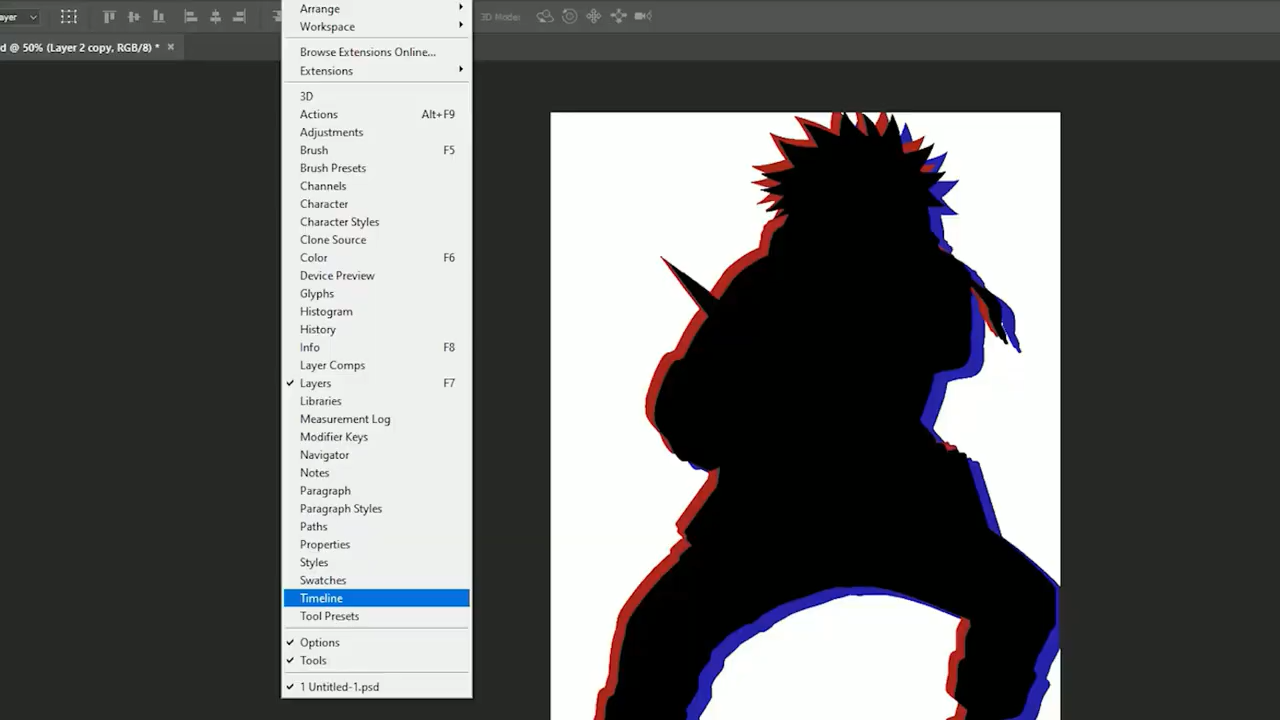 Arrange
ayer
3D Mode:
Workspace
d @ 50% (Layer 2 copy, RGB/8) *
Browse Extensions Online...
Extensions
3D
Actions Alt+F9
Adjustments
Brush F5
Brush Presets
Channels
Character
Character Styles
Clone Source
Color F6
Device Preview
Glyphs
Histogram
History
Info F8
Layer Comps
Layers F7
Libraries
Measurement Log
Modifier Keys
Navigator
Notes
Paragraph
Paragraph Styles
Paths
Properties
Styles
Swatches
Timeline
Tool Presets
Options
Tools
1 Untitled-1.psd